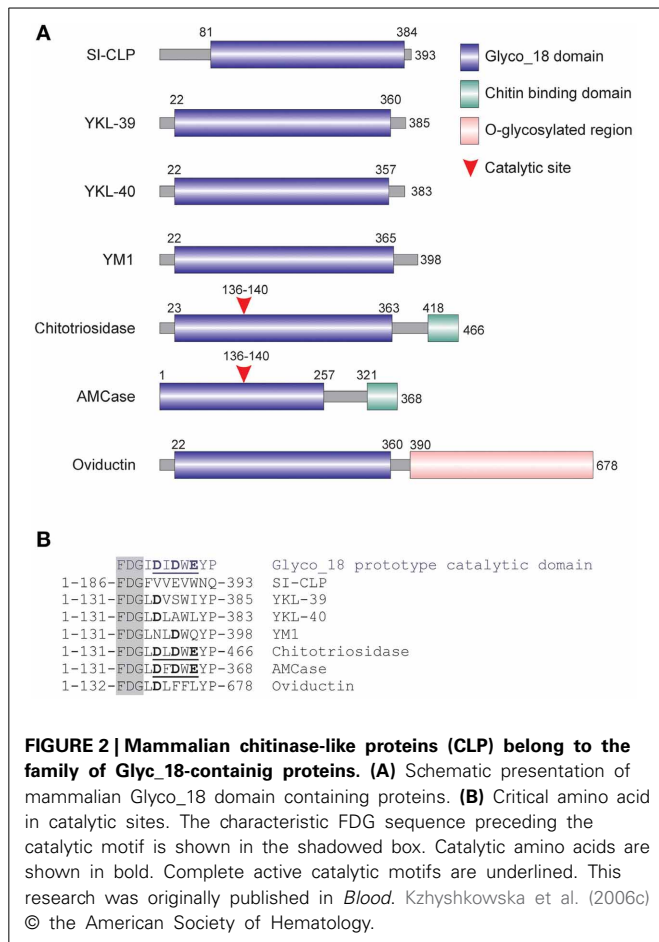 A
81 384
SI-CLP 393
Glyco_18 domain
Chitin binding domain
O-glycosylated region
Catalytic site
22 360
YKL-39 385
22 357
YKL-40 383
22 365
YM1 398
136-140
23 363 418
Chitotriosidase 466
136-140
1 257 321
AMCase 368
22 360 390
Oviductin 678
B
FDGIDIDWEYP Glyco_18 prototype catalytic domain
1-186-FDGFVVEVWNQ-393 SI-CLP
1-131-FDGLDVSWIYP-385 YKL-39
1-131-FDGLDLAWLYP-383 YKL-40
1-131-FDGLNLDWQYP-398 YM1
1-131-FDGLDLDWEYP-466 Chitotriosidase
1-131-FDGLDFDWEYP-368 AMCase
1-132-FDGLDLFFLYP-678 Oviductin
FIGURE 2 | Mammalian chitinase-like proteins (CLP) belong to the
family of Glyc_18-containig proteins. (A) Schematic presentation of
mammalian Glyco_18 domain containing proteins. (B) Critical amino acid
in catalytic sites. The characteristic FDG sequence preceding the
catalytic motif is shown in the shadowed box. Catalytic amino acids are
shown in bold. Complete active catalytic motifs are underlined. This
research was originally published in Blood. Kzhyshkowska et al. (2006c)
© the American Society of Hematology.